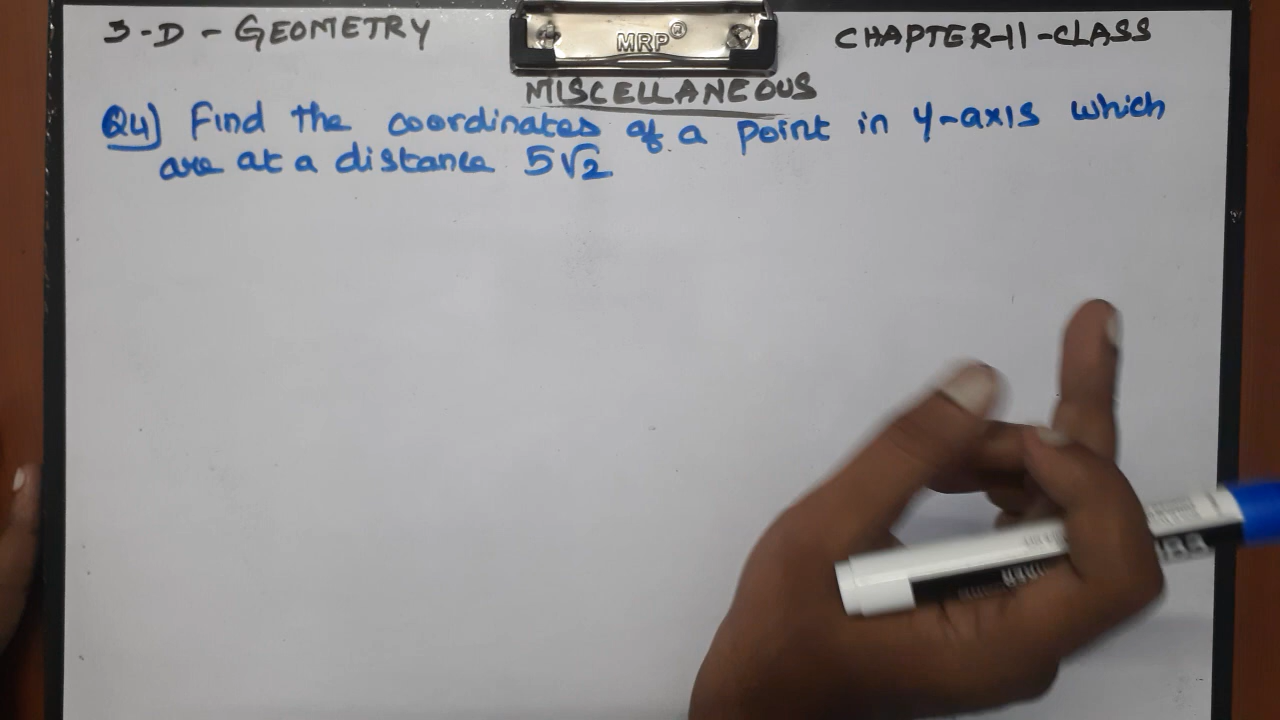 3-D - GEOMETRY
MRP®
CHAPTER-11-CLASS
MISCELLANEOUS
Q4) Find the coordinates of a point in y-axis which
are at a distance 5√2